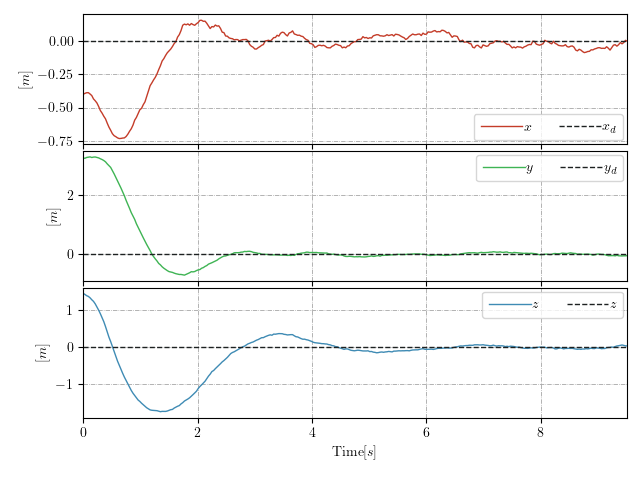 0.00
−0.25
−0.50
−0.75
[m]
x x_d
2
0
[m]
y y_d
1
0
−1
[m]
z z
0 2 4 6 8
Time[s]